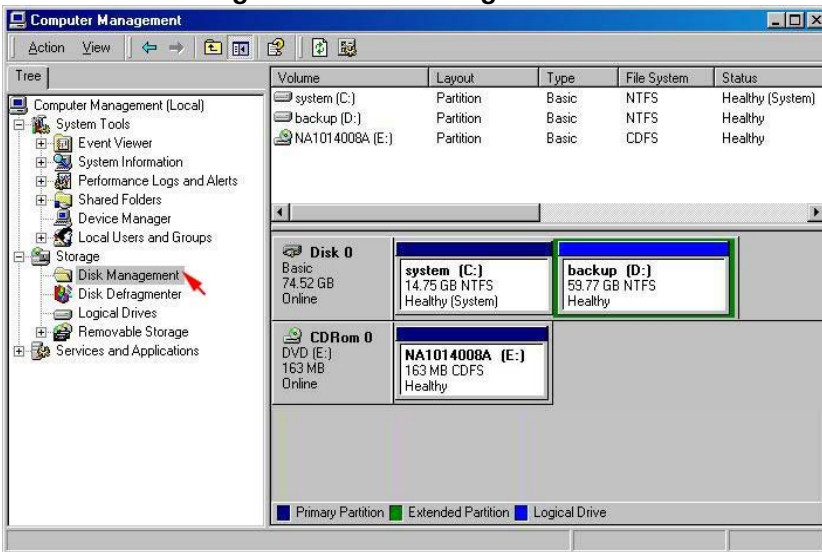 Computer Management
Action View
Tree
Computer Management (Local)
System Tools
Event Viewer
System Information
Performance Logs and Alerts
Shared Folders
Device Manager
Local Users and Groups
Storage
Disk Management
Disk Defragmenter
Logical Drives
Removable Storage
Services and Applications
Volume Layout Type File System Status
system (C:) Partition Basic NTFS Healthy (System)
backup (D:) Partition Basic NTFS Healthy
NA1014008A (E:) Partition Basic CDFS Healthy
Disk 0
Basic
74.52 GB
Online
system (C:)
14.75 GB NTFS
Healthy (System)
backup (D:)
59.77 GB NTFS
Healthy
CDRom 0
DVD (E:)
163 MB
Online
NA1014008A (E:)
163 MB CDFS
Healthy
Primary Partition Extended Partition Logical Drive